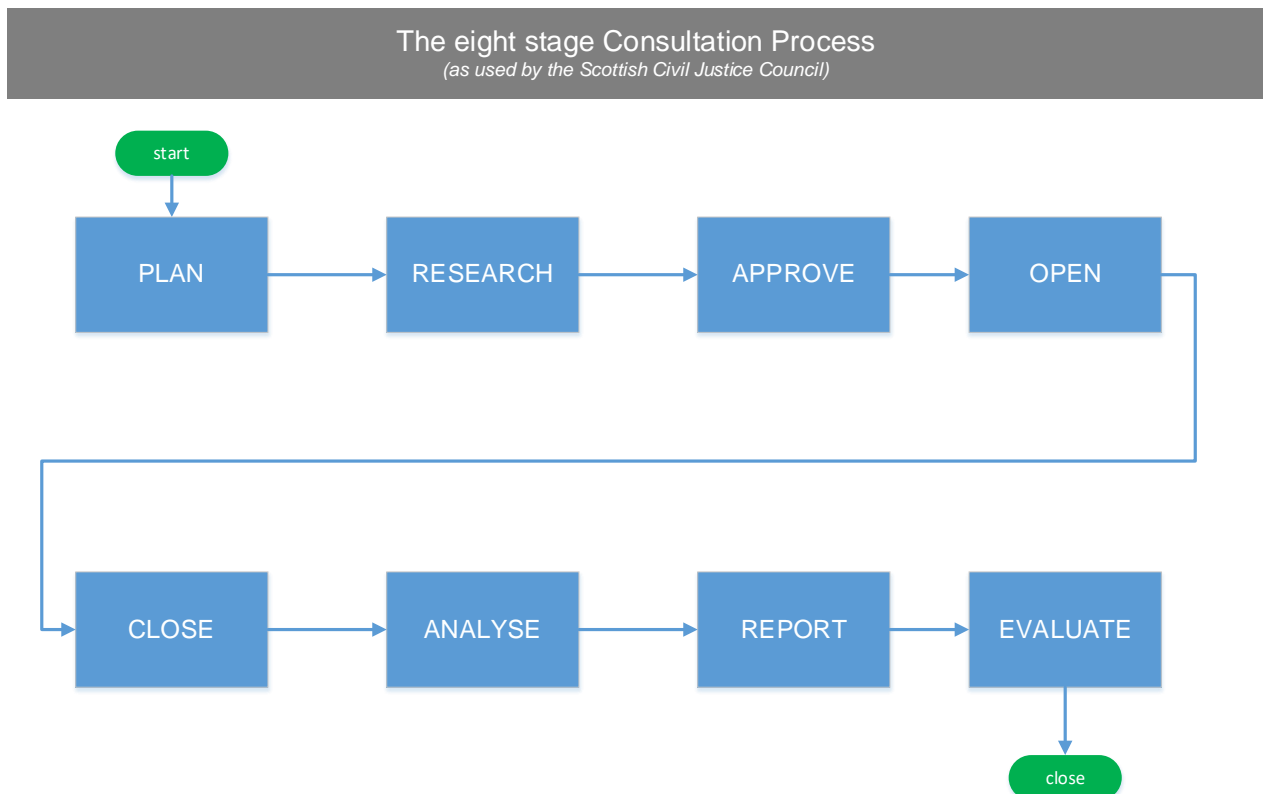 The eight stage Consultation Process
(as used by the Scottish Civil Justice Council)
start
PLAN
RESEARCH
APPROVE
OPEN
CLOSE
ANALYSE
REPORT
EVALUATE
close